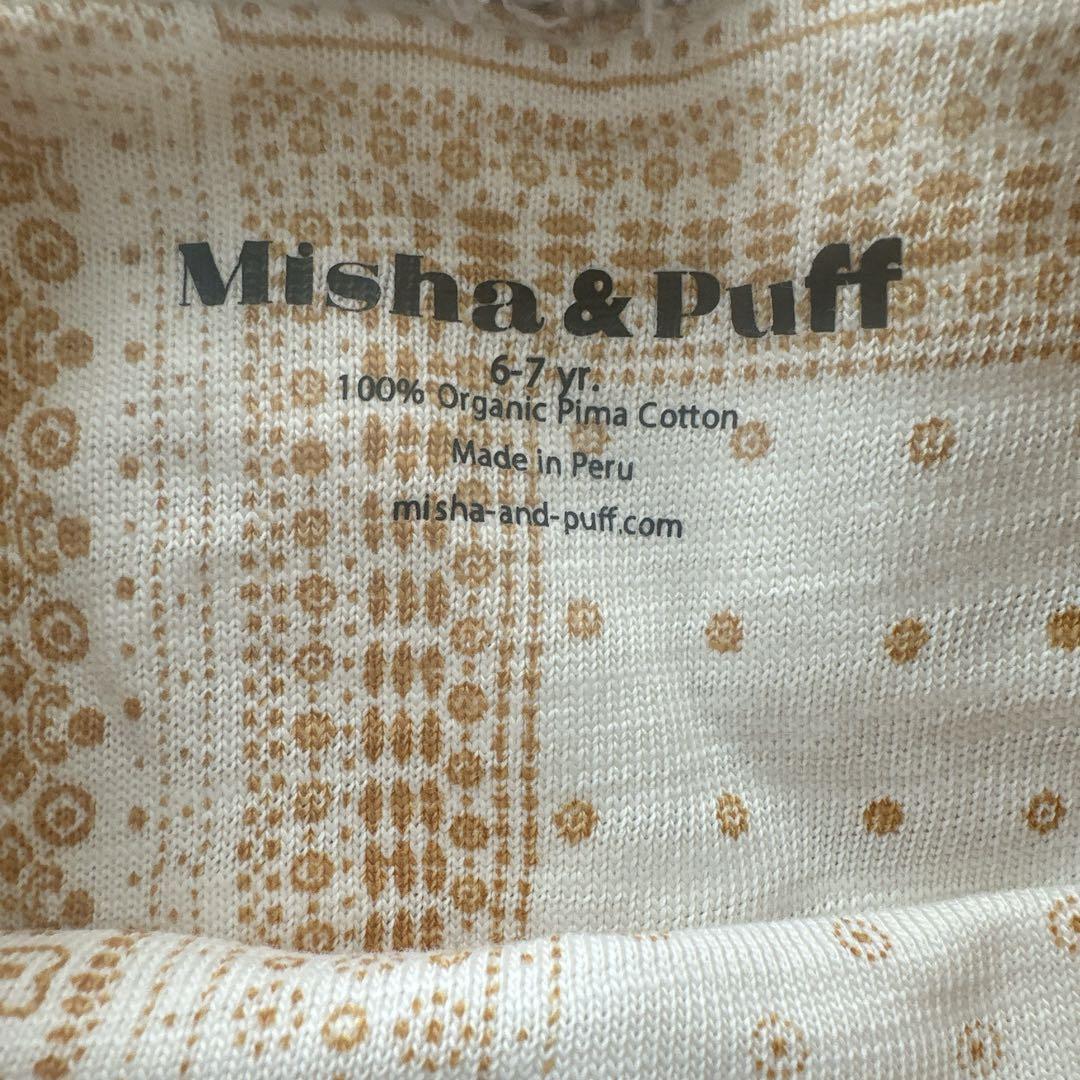 Misha & Puff
6-7 yr.
100% Organic Pima Cotton
Made in Peru
misha-and-puff.com